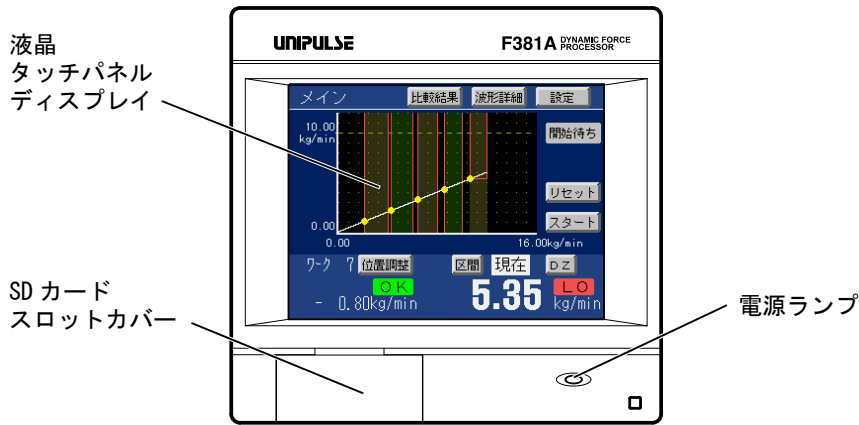 UNIPULSE
F381A DYNAMIC FORCE PROCESSOR
液晶
タッチパネル
ディスプレイ
メイン 比較結果 波形詳細 設定
10.00
kg/min
開始待ち
リセット
スタート
0.00
0.00 16.00kg/min
ワーク 7 位置調整 区間 現在 DZ
OK LO
- 0.80kg/min 5.35 kg/min
SDカード
スロットカバー
電源ランプ